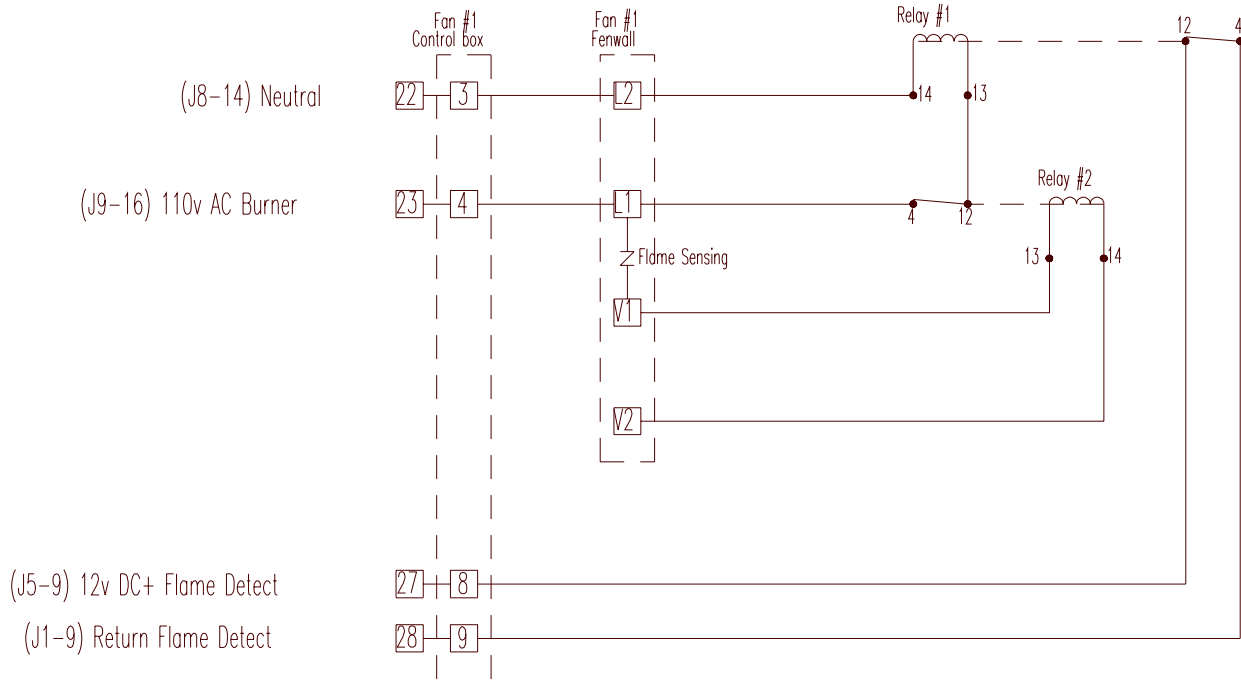 Fan #1
Control box
Fan #1
Fenwall
Relay #1
12
4
(J8-14) Neutral
22
3
L2
14
13
Relay #2
(J9-16) 110v AC Burner
23
4
L1
4
12
Flame Sensing
13
14
V1
V2
(J5-9) 12v DC+ Flame Detect
27
8
(J1-9) Return Flame Detect
28
9